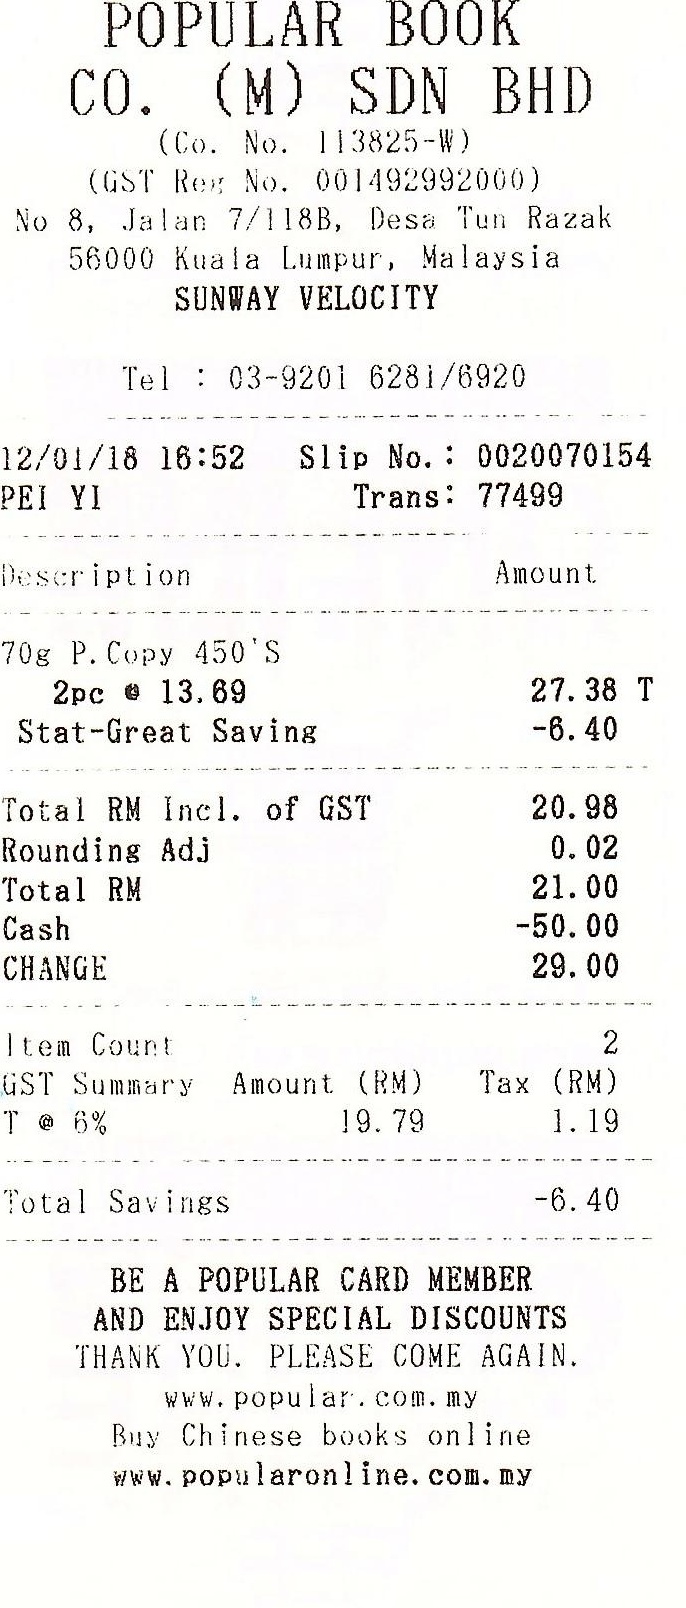 POPULAR BOOK
CO. (M) SDN BHD
(Co. No. 113825-W)
(GST Reg No. 001492992000)
No 8, Jalan 7/118B, Desa Tun Razak
56000 Kuala Lumpur, Malaysia
SUNWAY VELOCITY
Tel : 03-9201 6281/6920
12/01/18 16:52 Slip No.: 0020070154
PEI YI Trans: 77499
Description Amount
70g P.Copy 450'S
2pc @ 13.69 27.38 T
Stat-Great Saving -6.40
Total RM Incl. of GST 20.98
Rounding Adj 0.02
Total RM 21.00
Cash -50.00
CHANGE 29.00
Item Count 2
GST Summary Amount (RM) Tax (RM)
T @ 6% 19.79 1.19
Total Savings -6.40
BE A POPULAR CARD MEMBER
AND ENJOY SPECIAL DISCOUNTS
THANK YOU. PLEASE COME AGAIN.
www.popular.com.my
Buy Chinese books online
www.popularonline.com.my